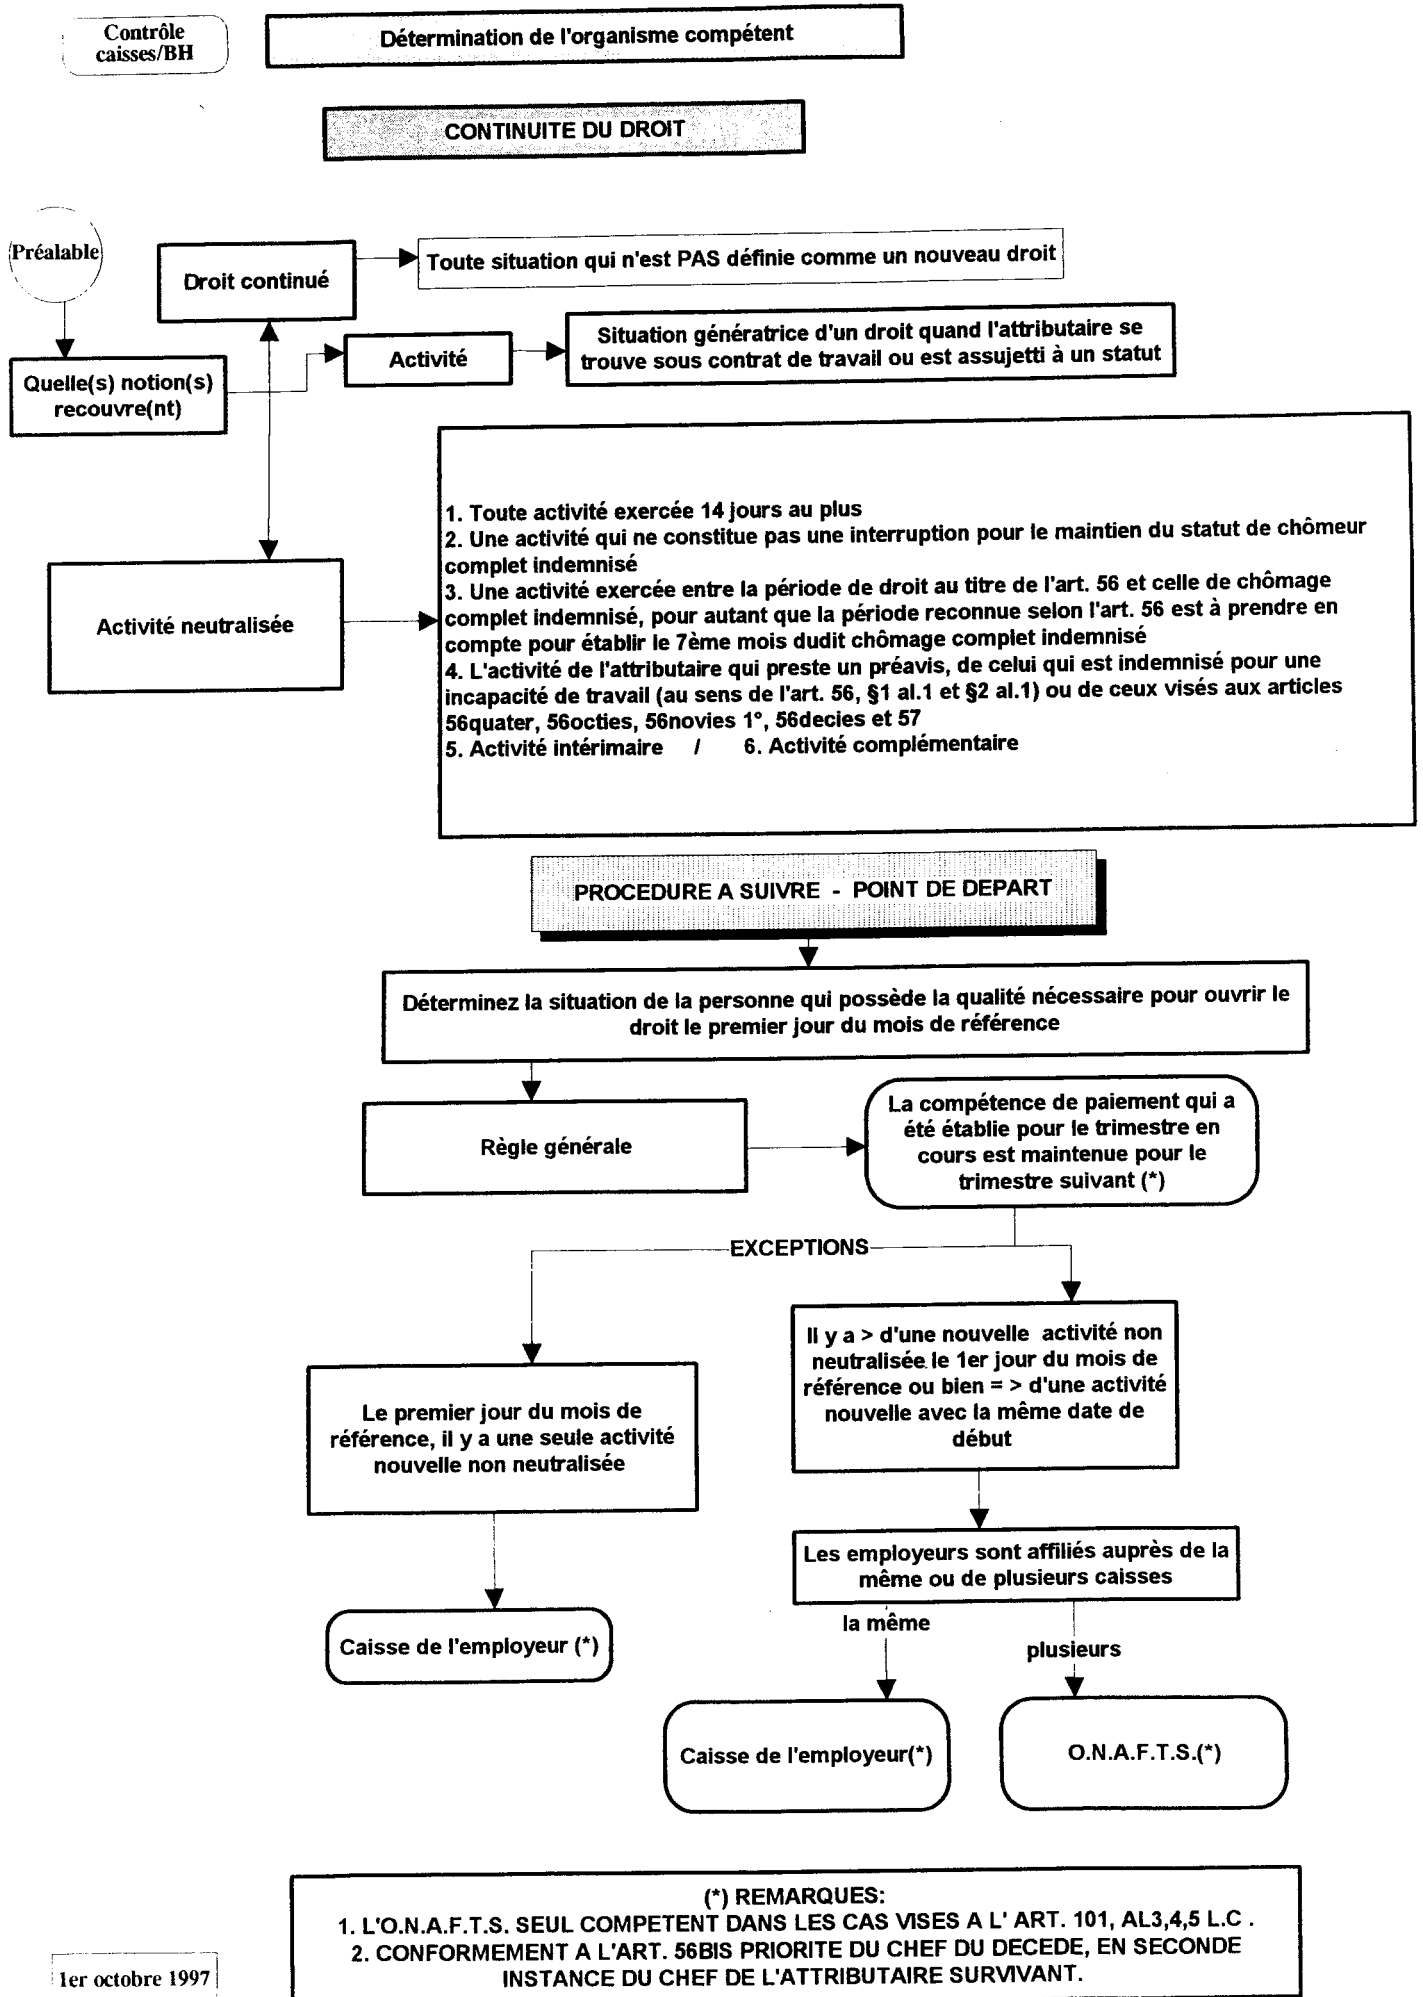 Contrôle
caisses/BH
Détermination de l'organisme compétent
CONTINUITE DU DROIT
Préalable
Droit continué
Toute situation qui n'est PAS définie comme un nouveau droit
Quelle(s) notion(s)
recouvre(nt)
Activité
Situation génératrice d'un droit quand l'attributaire se
trouve sous contrat de travail ou est assujetti à un statut
Activité neutralisée
1. Toute activité exercée 14 jours au plus
2. Une activité qui ne constitue pas une interruption pour le maintien du statut de chômeur
complet indemnisé
3. Une activité exercée entre la période de droit au titre de l'art. 56 et celle de chômage
complet indemnisé, pour autant que la période reconnue selon l'art. 56 est à prendre en
compte pour établir le 7ème mois dudit chômage complet indemnisé
4. L'activité de l'attributaire qui preste un préavis, de celui qui est indemnisé pour une
incapacité de travail (au sens de l'art. 56, §1 al.1 et §2 al.1) ou de ceux visés aux articles
56quater, 56octies, 56novies 1°, 56decies et 57
5. Activité intérimaire / 6. Activité complémentaire
PROCEDURE A SUIVRE - POINT DE DEPART
Déterminez la situation de la personne qui possède la qualité nécessaire pour ouvrir le
droit le premier jour du mois de référence
Règle générale
La compétence de paiement qui a
été établie pour le trimestre en
cours est maintenue pour le
trimestre suivant (*)
EXCEPTIONS
Le premier jour du mois de
référence, il y a une seule activité
nouvelle non neutralisée
Caisse de l'employeur (*)
Il y a > d'une nouvelle activité non
neutralisée le 1er jour du mois de
référence ou bien = > d'une activité
nouvelle avec la même date de
début
Les employeurs sont affiliés auprès de la
même ou de plusieurs caisses
la même
plusieurs
Caisse de l'employeur(*)
O.N.A.F.T.S.(*)
(*) REMARQUES:
1. L'O.N.A.F.T.S. SEUL COMPETENT DANS LES CAS VISES A L' ART. 101, AL3,4,5 L.C .
2. CONFORMEMENT A L'ART. 56BIS PRIORITE DU CHEF DU DECEDE, EN SECONDE
INSTANCE DU CHEF DE L'ATTRIBUTAIRE SURVIVANT.
1er octobre 1997